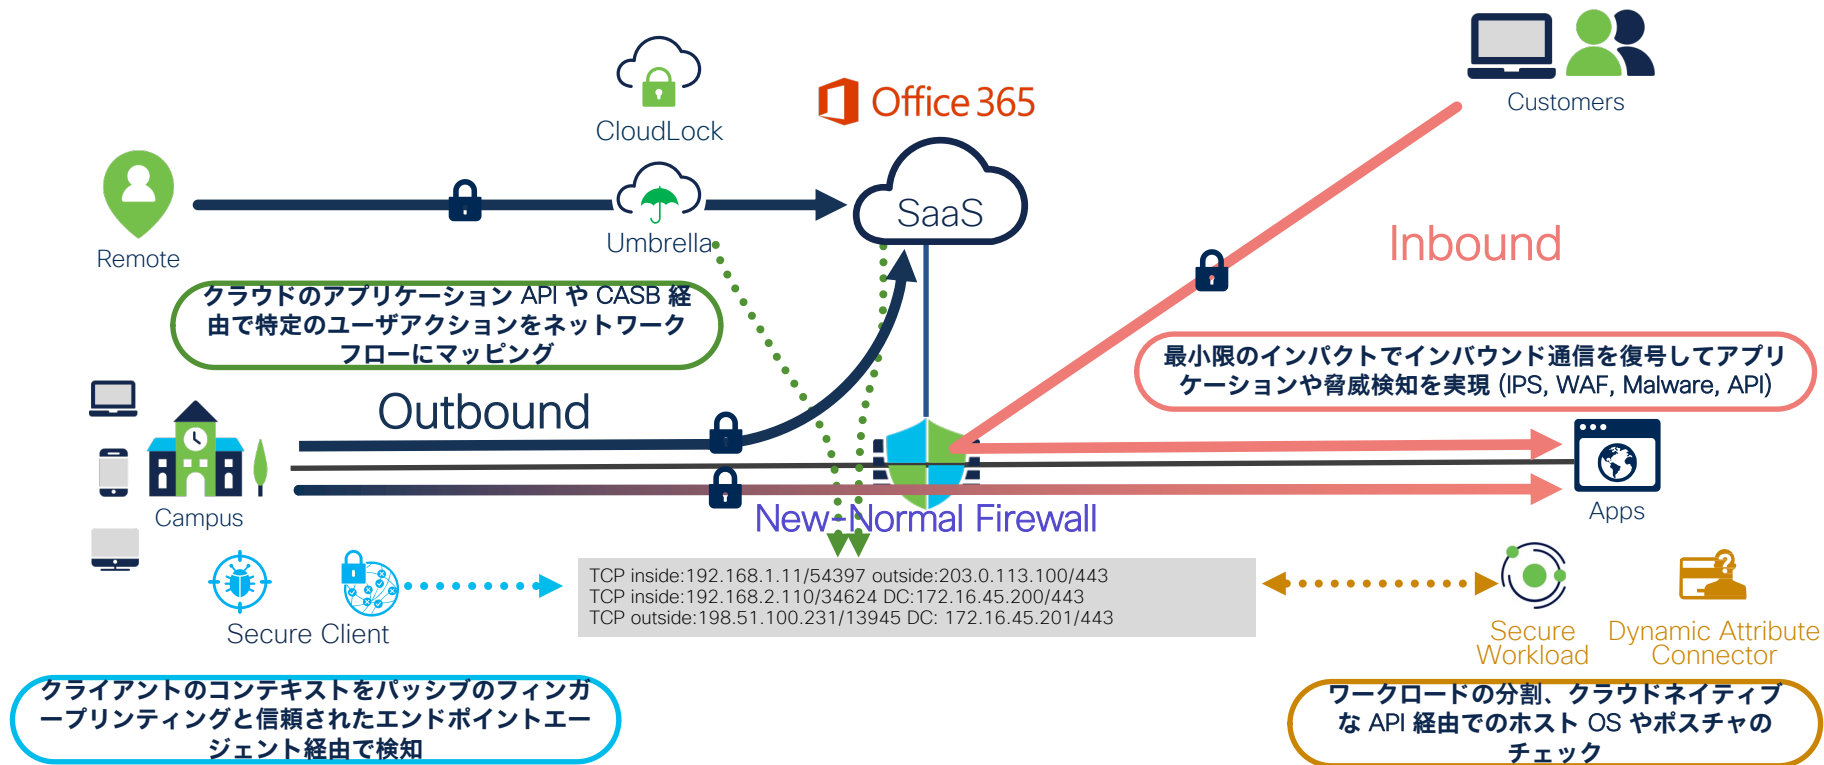 CloudLock
Office 365
Customers
SaaS
Remote
Umbrella
Inbound
クラウドのアプリケーション API や CASB 経
由で特定のユーザアクションをネットワーク
フローにマッピング
最小限のインパクトでインバウンド通信を復号してアプリ
ケーションや脅威検知を実現 (IPS, WAF, Malware, API)
Outbound
Campus
New-Normal Firewall
Apps
TCP inside:192.168.1.11/54397 outside:203.0.113.100/443
TCP inside:192.168.2.110/34624 DC:172.16.45.200/443
TCP outside:198.51.100.231/13945 DC: 172.16.45.201/443
Secure Client
Secure
Workload
Dynamic Attribute
Connector
クライアントのコンテキストをパッシブのフィンガ
ープリンティングと信頼されたエンドポイントエー
ジェント経由で検知
ワークロードの分割、クラウドネイティブ
な API 経由でのホスト OS やポスチャの
チェック